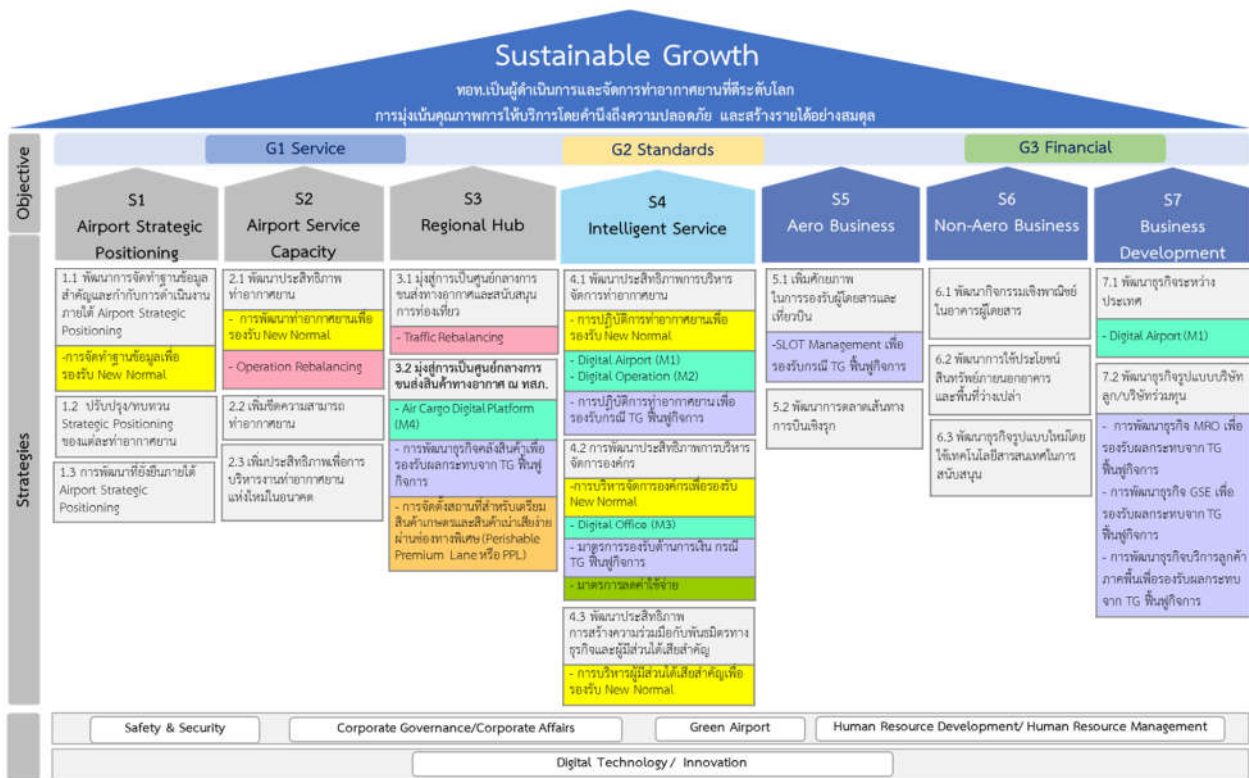 Sustainable Growth
ทอท.เป็นผู้ดำเนินการและจัดการท่าอากาศยานที่ดีระดับโลก
การมุ่งเน้นคุณภาพการให้บริการโดยคำนึงถึงความปลอดภัย และสร้างรายได้อย่างสมดุล
Objective
G1 Service
G2 Standards
G3 Financial
S1
Airport Strategic
Positioning
S2
Airport Service
Capacity
S3
Regional Hub
S4
Intelligent Service
S5
Aero Business
S6
Non-Aero Business
S7
Business
Development
Strategies
1.1 พัฒนาการจัดทำฐานข้อมูล
สำคัญและกำกับการดำเนินงาน
ภายใต้ Airport Strategic
Positioning
-การจัดทำฐานข้อมูลเพื่อ
รองรับ New Normal
1.2 ปรับปรุง/ทบทวน
Strategic Positioning
ของแต่ละท่าอากาศยาน
1.3 การพัฒนาที่ยั่งยืนภายใต้
Airport Strategic
Positioning
2.1 พัฒนาประสิทธิภาพ
ท่าอากาศยาน
- การพัฒนาท่าอากาศยานเพื่อ
รองรับ New Normal
- Operation Rebalancing
2.2 เพิ่มขีดความสามารถ
ท่าอากาศยาน
2.3 เพิ่มประสิทธิภาพเพื่อการ
บริหารงานท่าอากาศยาน
แห่งใหม่ในอนาคต
3.1 มุ่งสู่การเป็นศูนย์กลางการ
ขนส่งทางอากาศและสนับสนุน
การท่องเที่ยว
- Traffic Rebalancing
3.2 มุ่งสู่การเป็นศูนย์กลางการ
ขนส่งสินค้าทางอากาศ ณ ทสภ.
- Air Cargo Digital Platform
(M4)
- การพัฒนาธุรกิจคลังสินค้าเพื่อ
รองรับผลกระทบจาก TG ฟื้นฟู
กิจการ
- การจัดตั้งสถานที่สำหรับเตรียม
สินค้าเกษตรและสินค้าเน่าเสียง่าย
ผ่านช่องทางพิเศษ (Perishable
Premium Lane หรือ PPL)
4.1 พัฒนาประสิทธิภาพการบริหาร
จัดการท่าอากาศยาน
- การปฏิบัติการท่าอากาศยานเพื่อ
รองรับ New Normal
- Digital Airport (M1)
- Digital Operation (M2)
- การปฏิบัติการท่าอากาศยาน เพื่อ
รองรับกรณี TG ฟื้นฟูกิจการ
4.2 พัฒนาประสิทธิภาพการบริหาร
จัดการองค์กร
-การบริหารจัดการองค์กรเพื่อรองรับ
New Normal
- Digital Office (M3)
- มาตรการรองรับด้านการเงิน กรณี
TG ฟื้นฟูกิจการ
- มาตรการลดค่าใช้จ่าย
4.3 พัฒนาประสิทธิภาพ
การสร้างความร่วมมือกับพันธมิตรทาง
ธุรกิจและผู้มีส่วนได้เสียสำคัญ
- การบริหารผู้มีส่วนได้เสียสำคัญเพื่อ
รองรับ New Normal
5.1 เพิ่มศักยภาพ
ในการรองรับผู้โดยสารและ
เที่ยวบิน
-SLOT Management เพื่อ
รองรับกรณี TG ฟื้นฟูกิจการ
5.2 พัฒนาการตลาดเส้นทาง
การบินเชิงรุก
6.1 พัฒนากิจกรรมเชิงพาณิชย์
ในอาคารผู้โดยสาร
6.2 พัฒนาการใช้ประโยชน์
สินทรัพย์ภายนอกอาคาร
และพื้นที่ว่างเปล่า
6.3 พัฒนาธุรกิจรูปแบบใหม่โดย
ใช้เทคโนโลยีสารสนเทศในการ
สนับสนุน
7.1 พัฒนาธุรกิจระหว่าง
ประเทศ
- Digital Airport (M1)
7.2 พัฒนาธุรกิจรูปแบบบริษัท
ลูก/บริษัทร่วมทุน
- การพัฒนาธุรกิจ MRO เพื่อ
รองรับผลกระทบจาก TG
ฟื้นฟูกิจการ
- การพัฒนาธุรกิจ GSE เพื่อ
รองรับผลกระทบจาก TG
ฟื้นฟูกิจการ
- การพัฒนาธุรกิจบริการลูกค้า
ภาคพื้นเพื่อรองรับผลกระทบ
จาก TG ฟื้นฟูกิจการ
Safety & Security
Corporate Governance/Corporate Affairs
Green Airport
Human Resource Development/ Human Resource Management
Digital Technology / Innovation